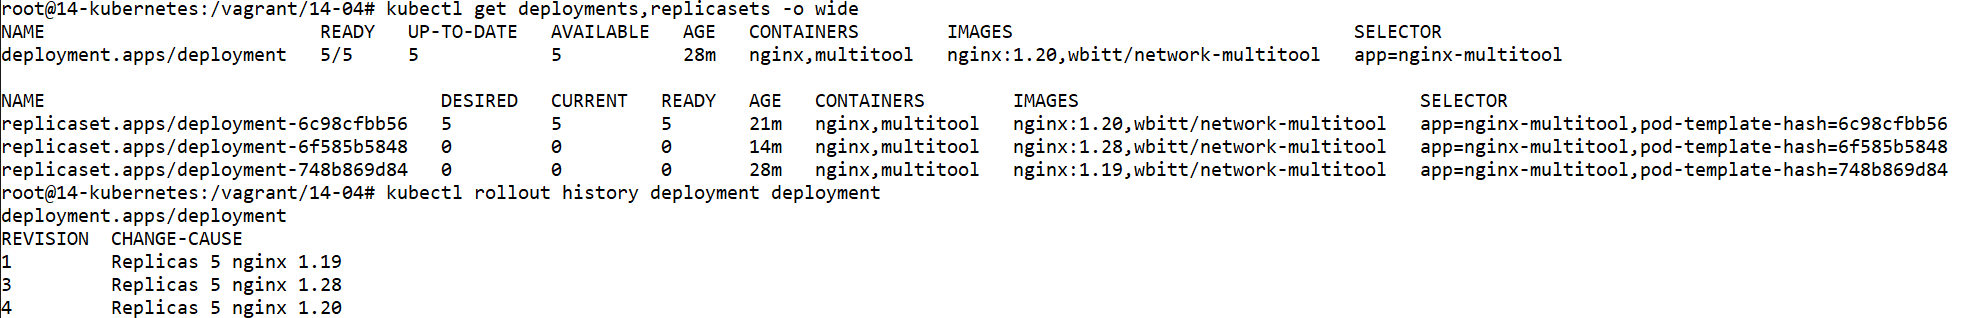 root@14-kubernetes:/vagrant/14-04# kubectl get deployments,replicasets -o wide
NAME READY UP-TO-DATE AVAILABLE AGE CONTAINERS IMAGES SELECTOR
deployment.apps/deployment 5/5 5 5 28m nginx,multitool nginx:1.20,wbitt/network-multitool app=nginx-multitool
NAME DESIRED CURRENT READY AGE CONTAINERS IMAGES SELECTOR
replicaset.apps/deployment-6c98cfbb56 5 5 5 21m nginx,multitool nginx:1.20,wbitt/network-multitool app=nginx-multitool,pod-template-hash=6c98cfbb56
replicaset.apps/deployment-6f585b5848 0 0 0 14m nginx,multitool nginx:1.28,wbitt/network-multitool app=nginx-multitool,pod-template-hash=6f585b5848
replicaset.apps/deployment-748b869d84 0 0 0 28m nginx,multitool nginx:1.19,wbitt/network-multitool app=nginx-multitool,pod-template-hash=748b869d84
root@14-kubernetes:/vagrant/14-04# kubectl rollout history deployment deployment
deployment.apps/deployment
REVISION CHANGE-CAUSE
1 Replicas 5 nginx 1.19
3 Replicas 5 nginx 1.28
4 Replicas 5 nginx 1.20